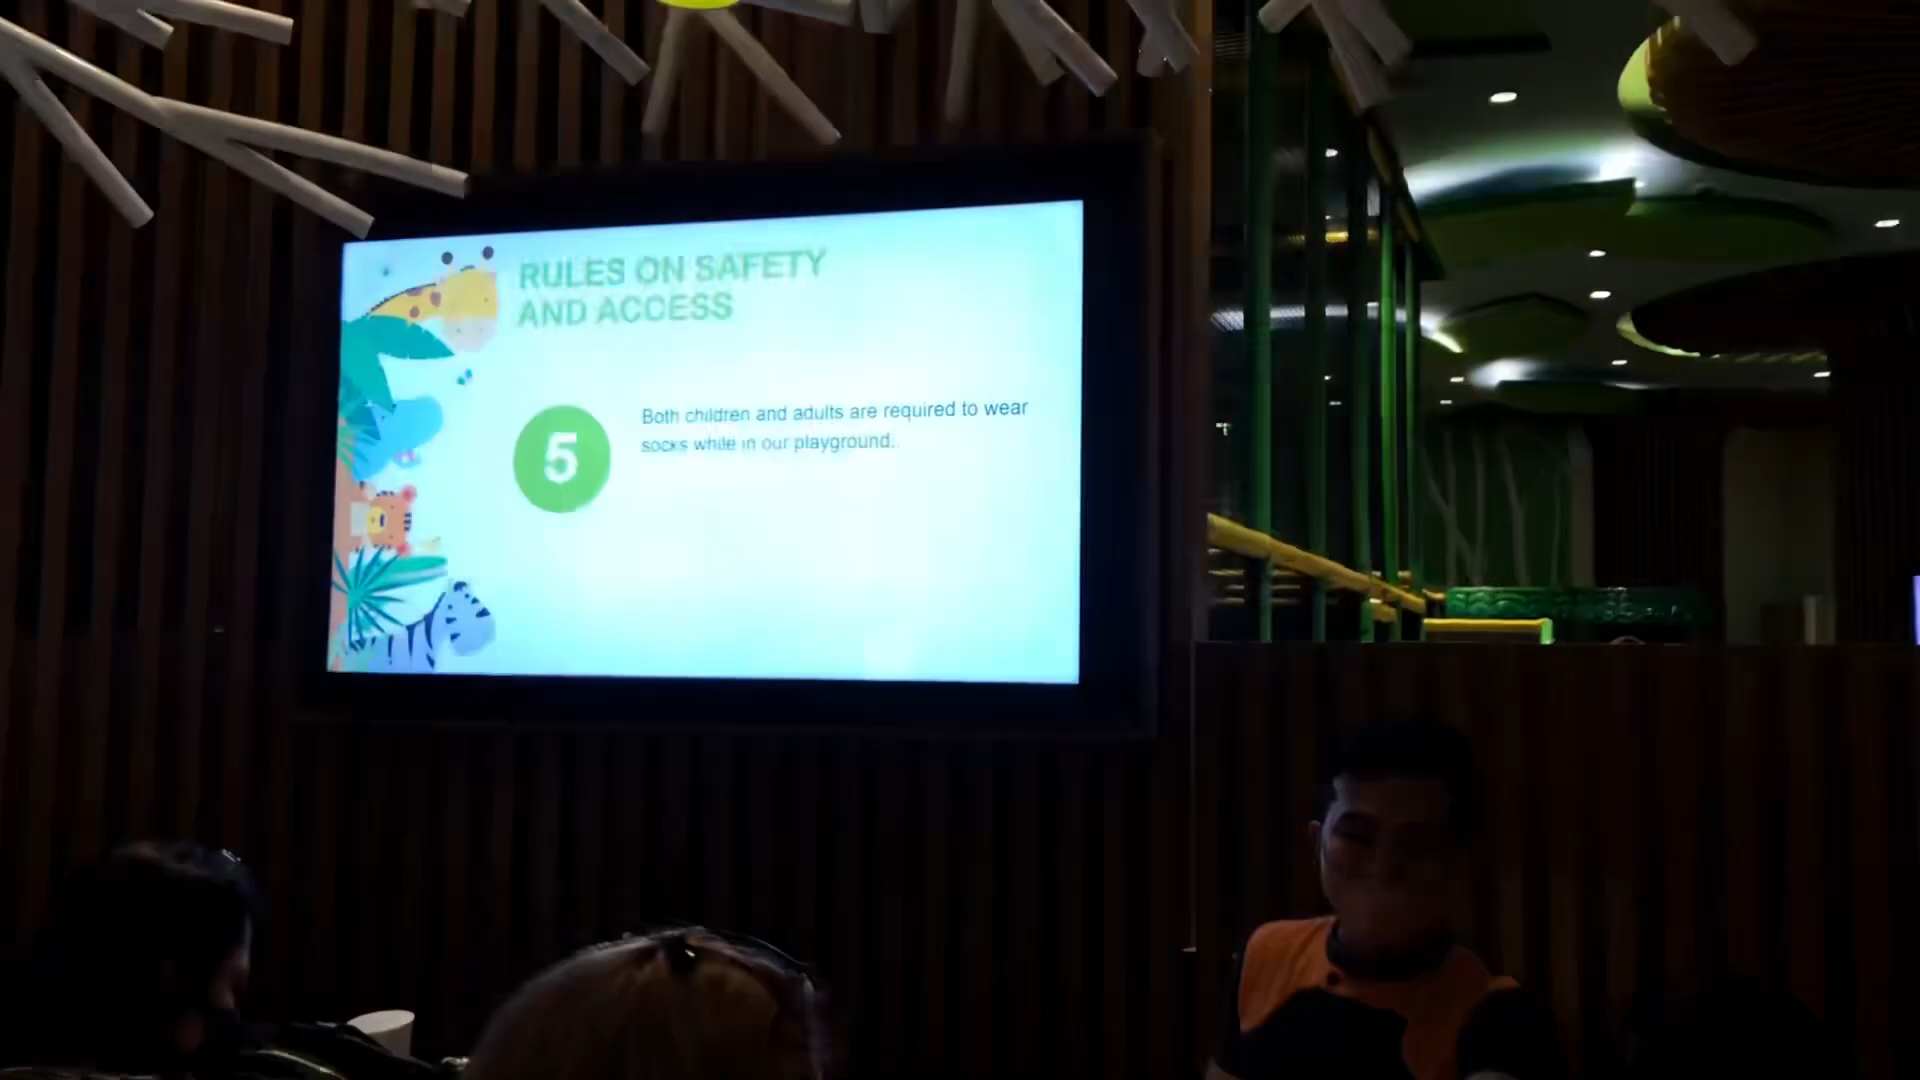 RULES ON SAFETY
AND ACCESS
5
Both children and adults are required to wear
socks while in our playground..